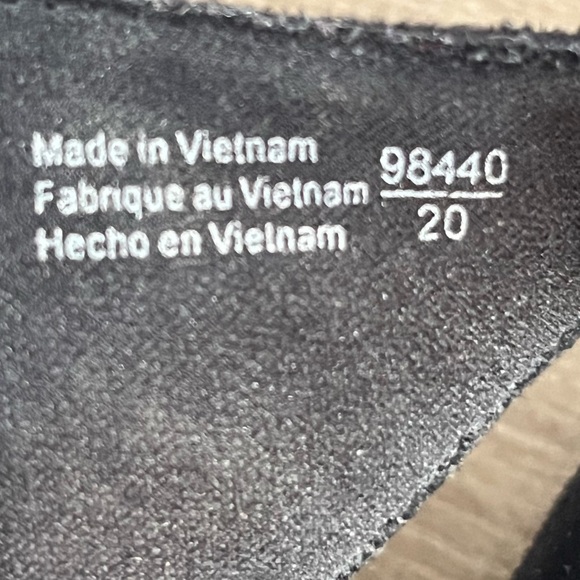 Made in Vietnam
Fabrique au Vietnam
Hecho en Vietnam
98440
20